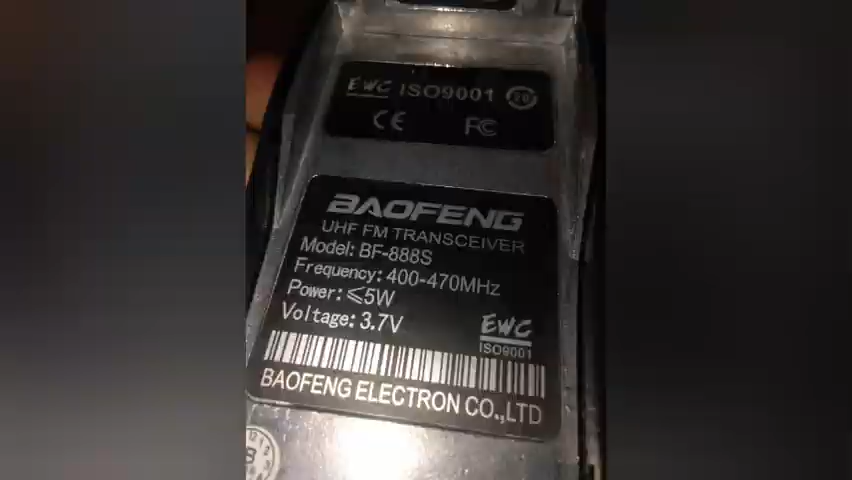 EWC ISO9001 20
CE FC
BAOFENG
UHF FM TRANSCEIVER
Model: BF-888S
Frequency: 400-470MHz
Power: ≤5W
Voltage: 3.7V
EWC
ISO9001
BAOFENG ELECTRON CO.,LTD